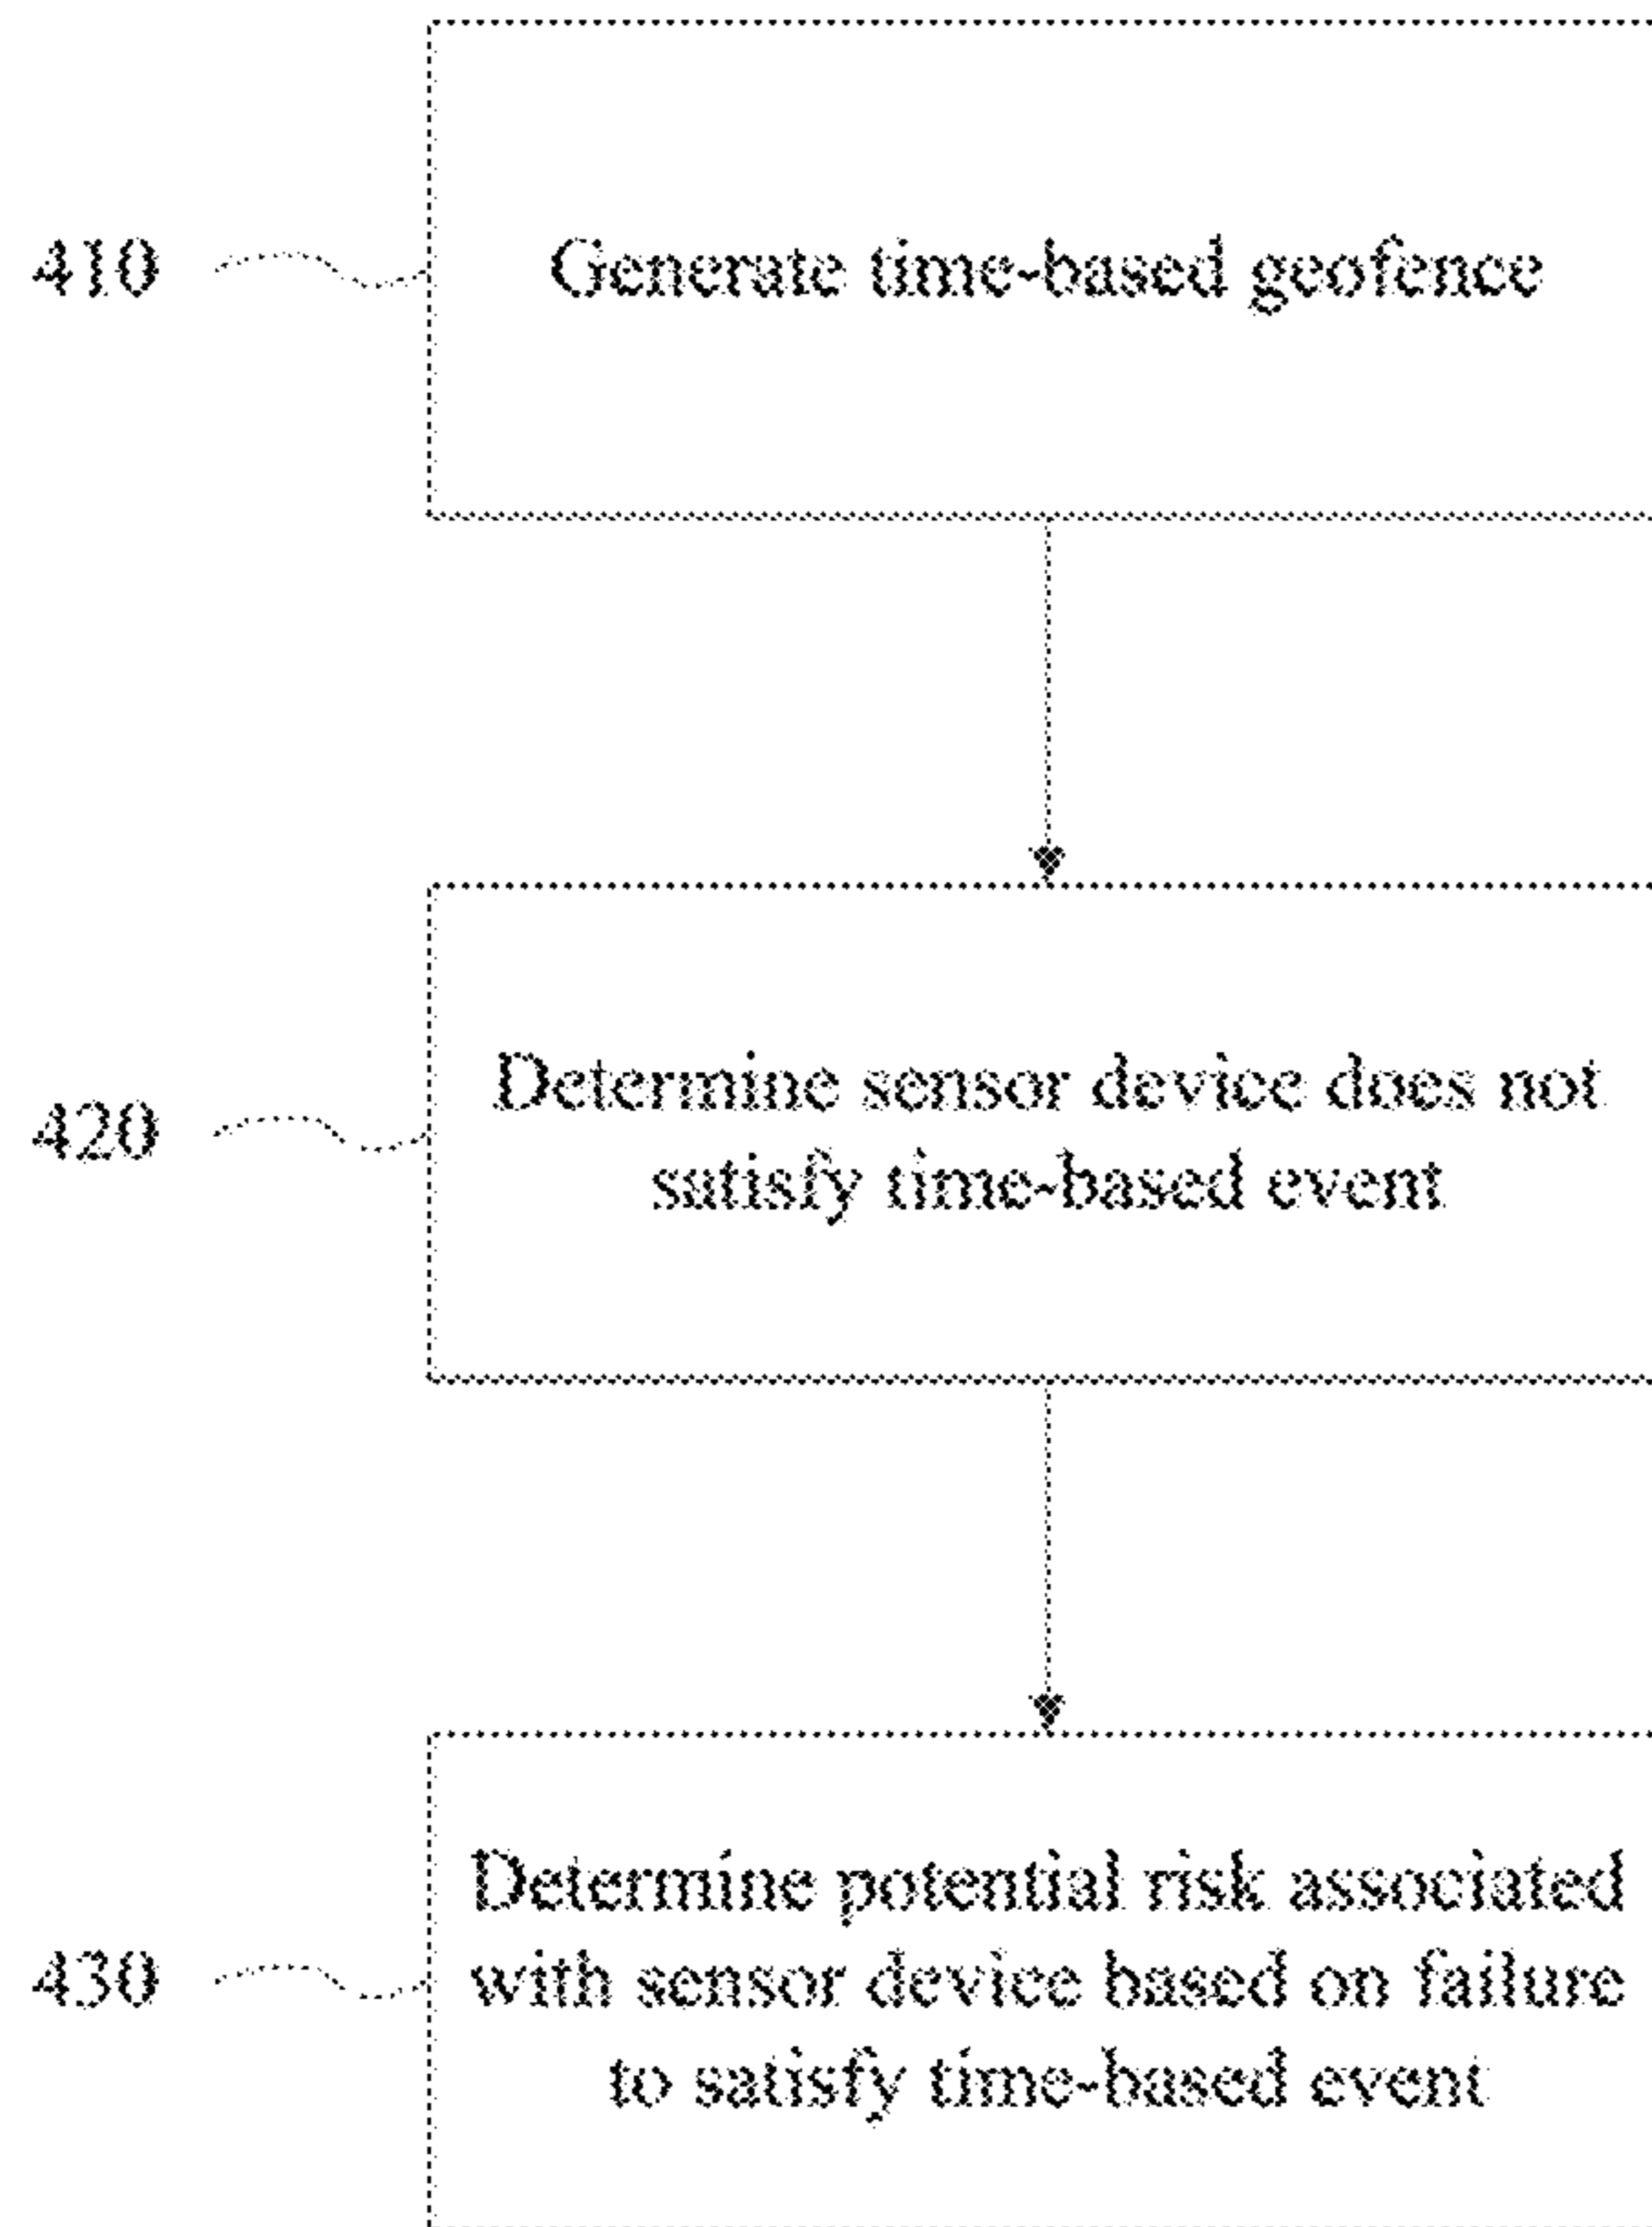 410
Generate time-based geofence
420
Determine sensor device does not
satisfy time-based event
430
Determine potential risk associated
with sensor device based on failure
to satisfy time-based event